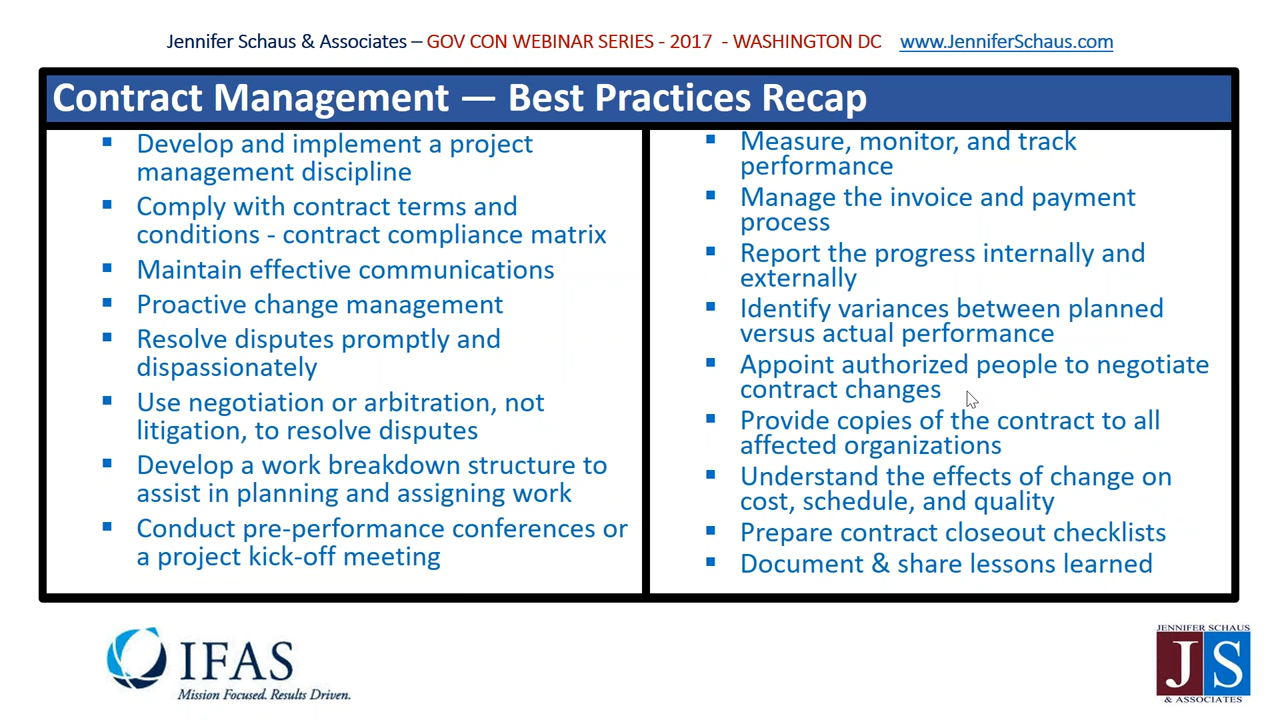 Jennifer Schaus & Associates – GOV CON WEBINAR SERIES - 2017 - WASHINGTON DC www.JenniferSchaus.com
Contract Management — Best Practices Recap
▪ Develop and implement a project
management discipline
▪ Comply with contract terms and
conditions - contract compliance matrix
▪ Maintain effective communications
▪ Proactive change management
▪ Resolve disputes promptly and
dispassionately
▪ Use negotiation or arbitration, not
litigation, to resolve disputes
▪ Develop a work breakdown structure to
assist in planning and assigning work
▪ Conduct pre-performance conferences or
a project kick-off meeting
▪ Measure, monitor, and track
performance
▪ Manage the invoice and payment
process
▪ Report the progress internally and
externally
▪ Identify variances between planned
versus actual performance
▪ Appoint authorized people to negotiate
contract changes
▪ Provide copies of the contract to all
affected organizations
▪ Understand the effects of change on
cost, schedule, and quality
▪ Prepare contract closeout checklists
▪ Document & share lessons learned
IFAS
Mission Focused. Results Driven.
JENNIFER SCHAUS
JS
& ASSOCIATES